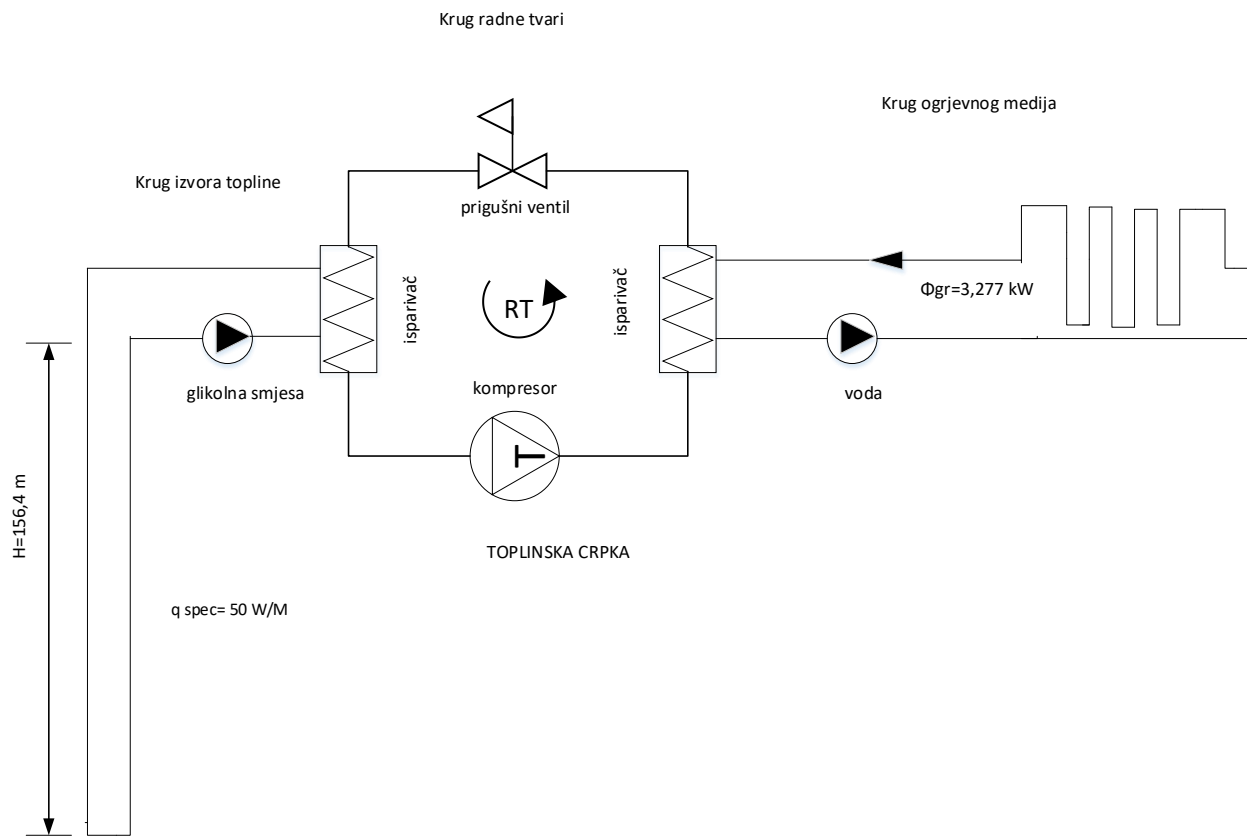 Krug radne tvari
Krug ogrjevnog medija
Krug izvora topline
prigušni ventil
isparivač
isparivač
RT
Φgr=3,277 kW
glikolna smjesa
kompresor
voda
T
H=156,4 m
TOPLINSKA CRPKA
q spec= 50 W/M